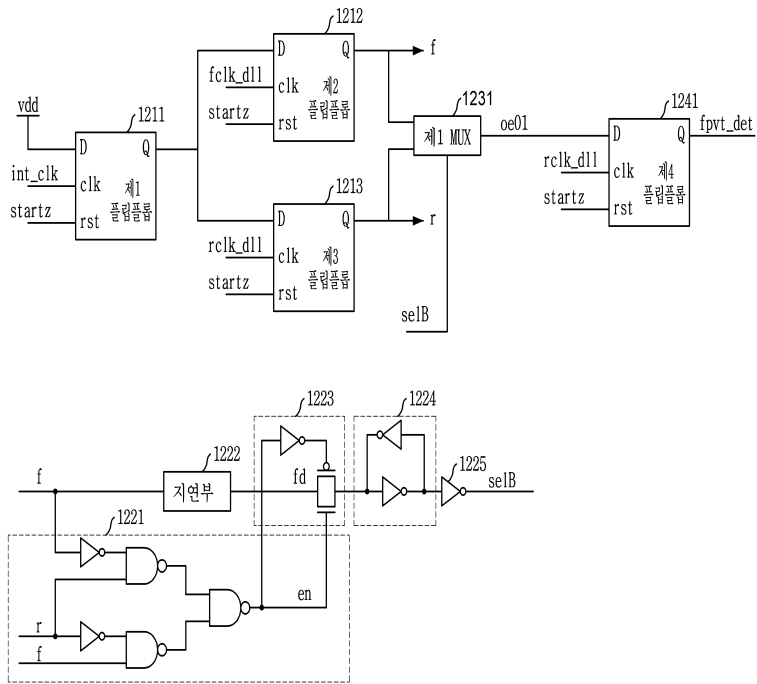 1212
D Q f
fclk_dll
clk 제2
플립플롭
startz
rst
vdd
1211
D Q
int_clk
clk 제1
플립플롭
startz
rst
1231
제1 MUX
oe01
1241
D Q fpvt_det
rclk_dll
clk 제4
플립플롭
startz
rst
1213
D Q r
rclk_dll
clk 제3
플립플롭
startz
rst
selB
1223
1224
1222
f
지연부
fd
1225
selB
1221
en
r
f